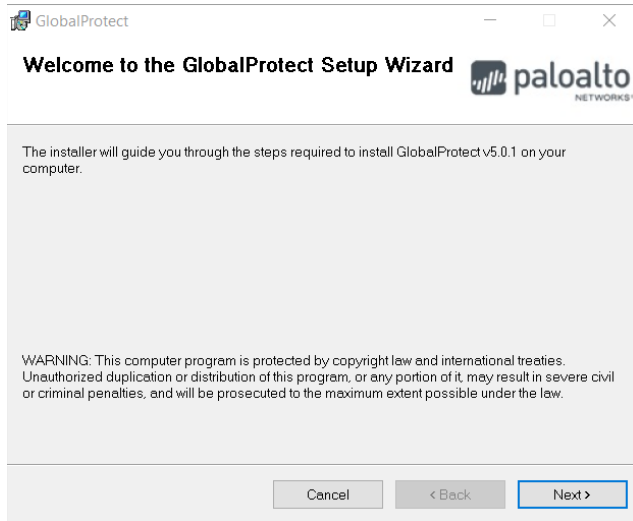 GlobalProtect
Welcome to the GlobalProtect Setup Wizard
paloalto
NETWORKS®
The installer will guide you through the steps required to install GlobalProtect v5.0.1 on your
computer.
WARNING: This computer program is protected by copyright law and international treaties.
Unauthorized duplication or distribution of this program, or any portion of it, may result in severe civil
or criminal penalties, and will be prosecuted to the maximum extent possible under the law.
Cancel < Back Next >